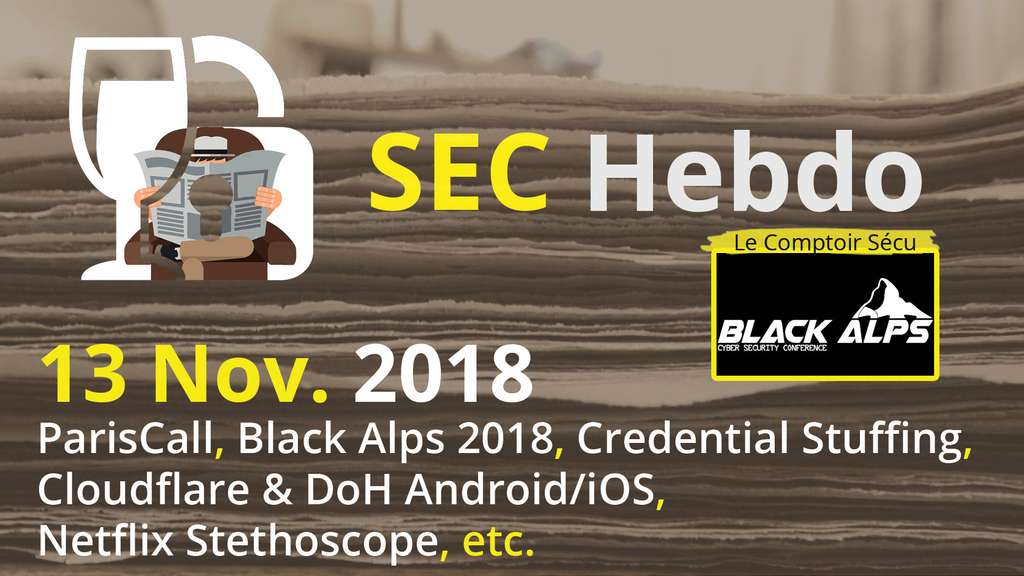 SEC Hebdo
Le Comptoir Sécu
BLACK ALPS
CYBER SECURITY CONFERENCE
13 Nov. 2018
ParisCall, Black Alps 2018, Credential Stuffing,
Cloudflare & DoH Android/iOS,
Netflix Stethoscope, etc.